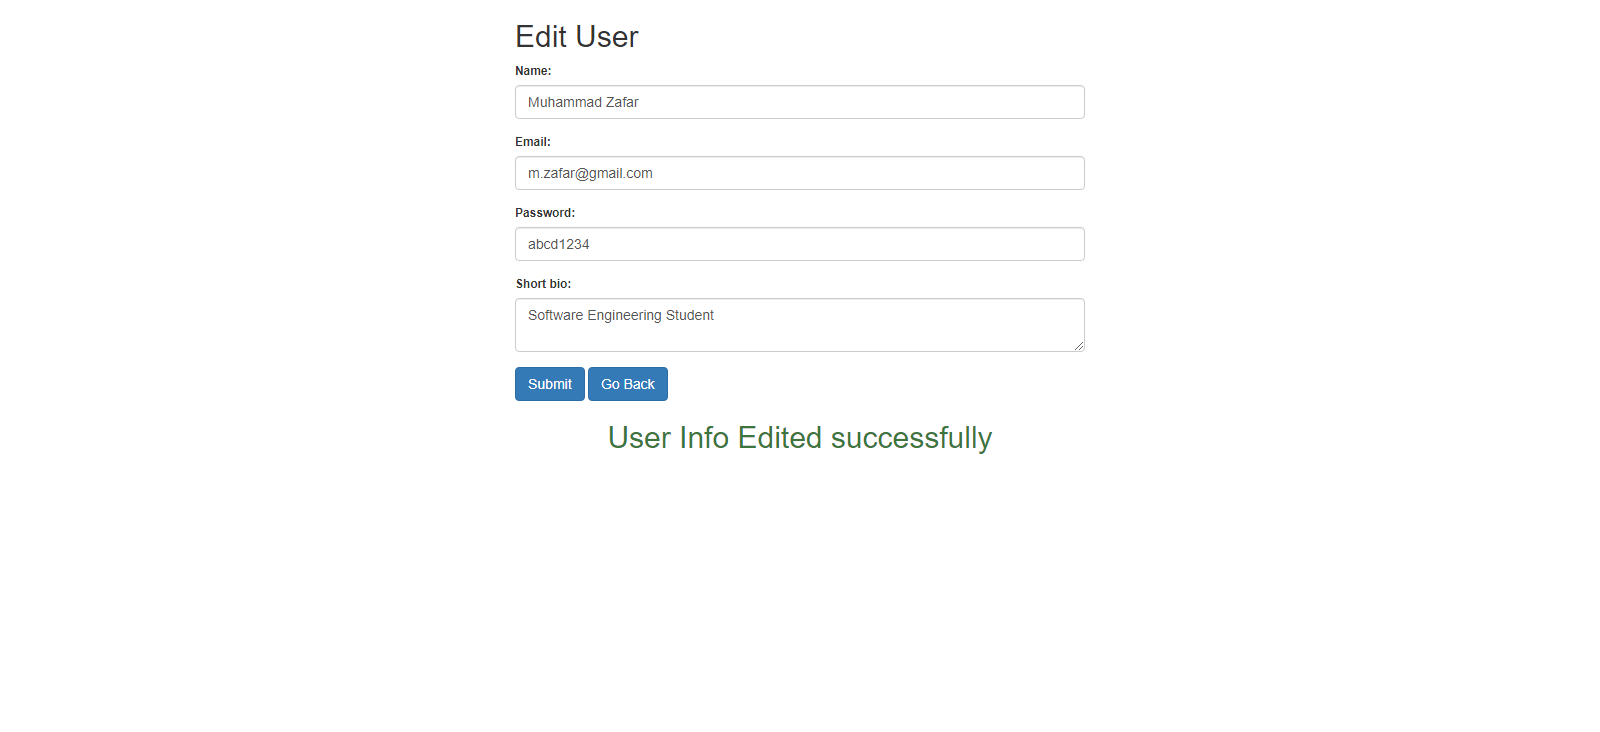 Edit User
Name:
Muhammad Zafar
Email:
m.zafar@gmail.com
Password:
abcd1234
Short bio:
Software Engineering Student
Submit Go Back
User Info Edited successfully